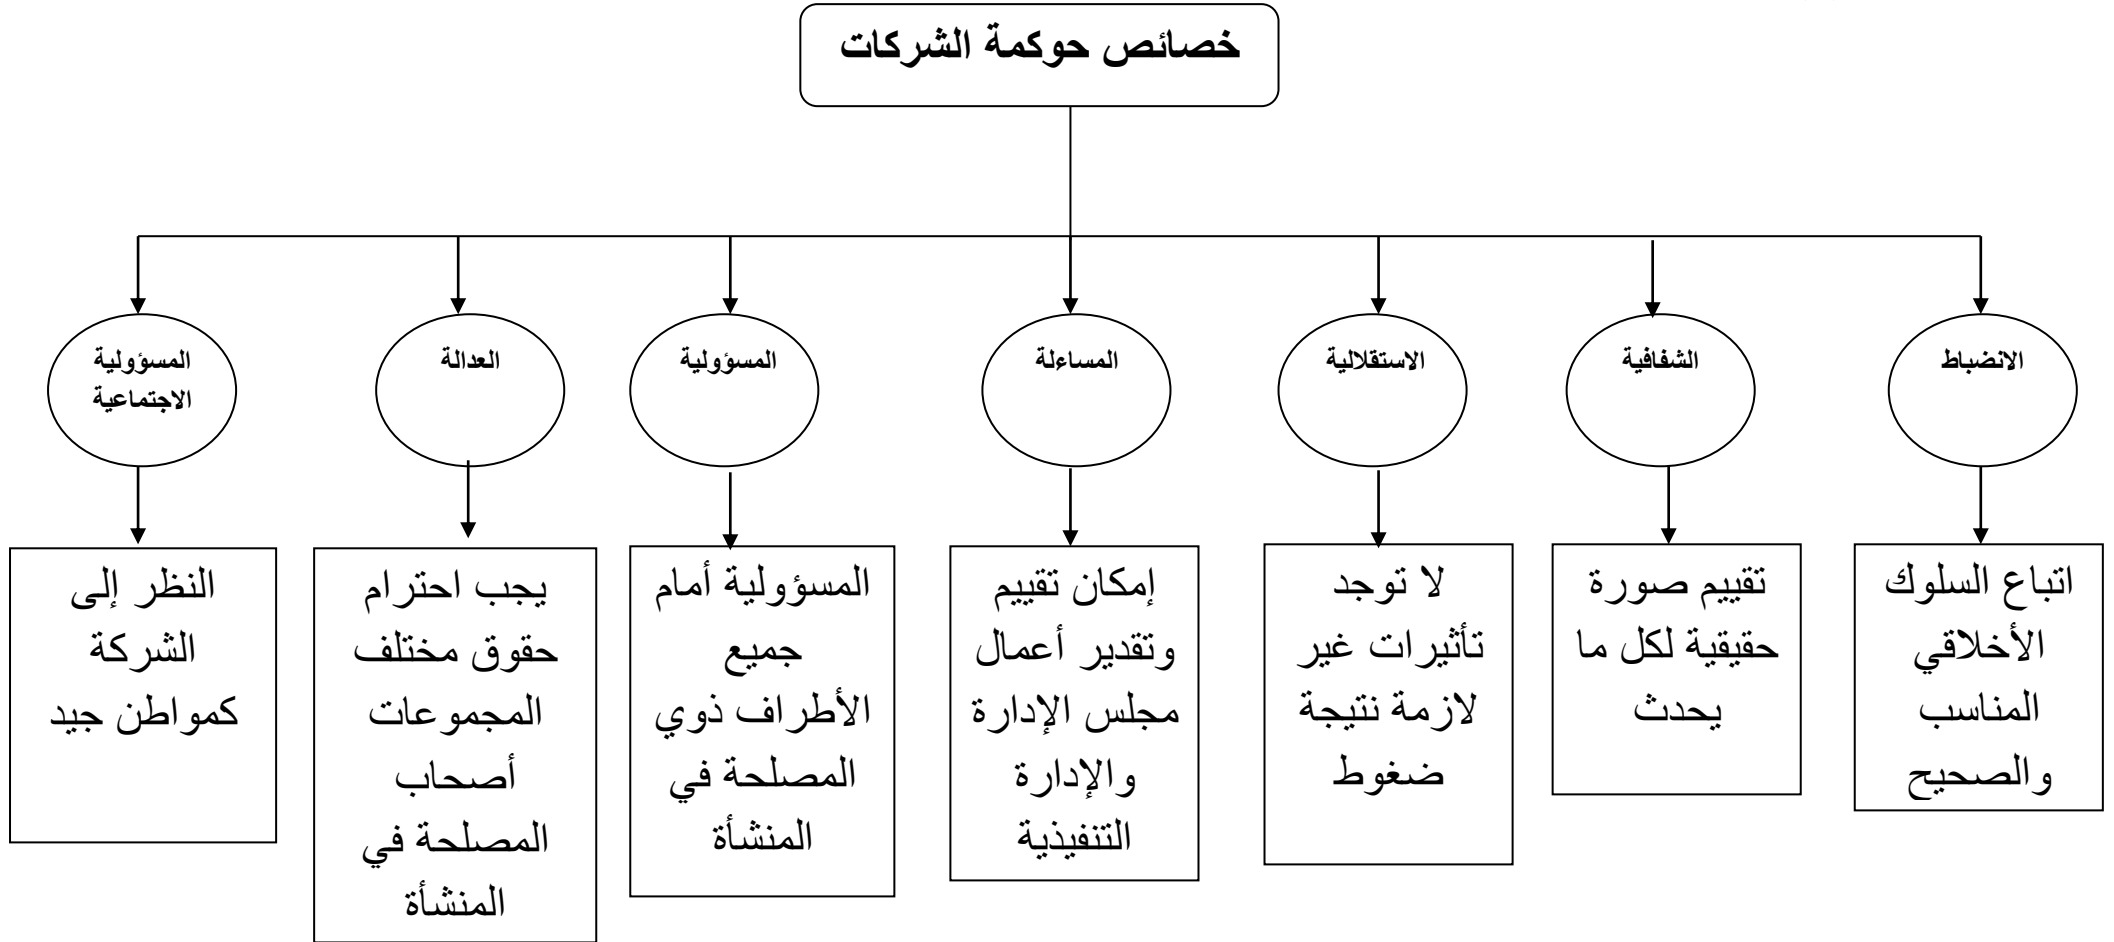 خصائص حوكمة الشركات
الانضباط
الشفافية
الاستقلالية
المساءلة
المسؤولية
العدالة
المسؤولية
الاجتماعية
اتباع السلوك
الأخلاقي
المناسب
والصحيح
تقييم صورة
حقيقية لكل ما
يحدث
لا توجد
تأثيرات غير
لازمة نتيجة
ضغوط
إمكان تقييم
وتقدير أعمال
مجلس الإدارة
والإدارة
التنفيذية
المسؤولية أمام
جميع
الأطراف ذوي
المصلحة في
المنشأة
يجب احترام
حقوق مختلف
المجموعات
أصحاب
المصلحة في
المنشأة
النظر إلى
الشركة
كمواطن جيد